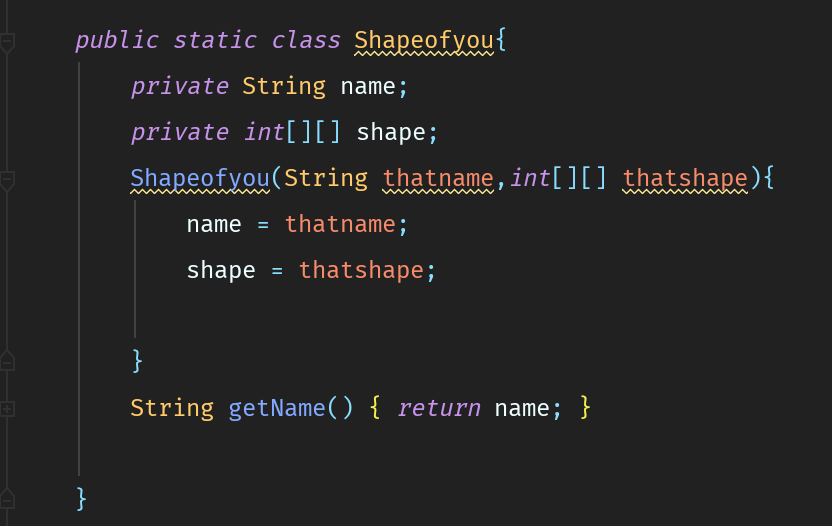 public static class Shapeofyou{
private String name;
private int[][] shape;
Shapeofyou(String thatname,int[][] thatshape){
name = thatname;
shape = thatshape;
}
String getName() { return name; }
}